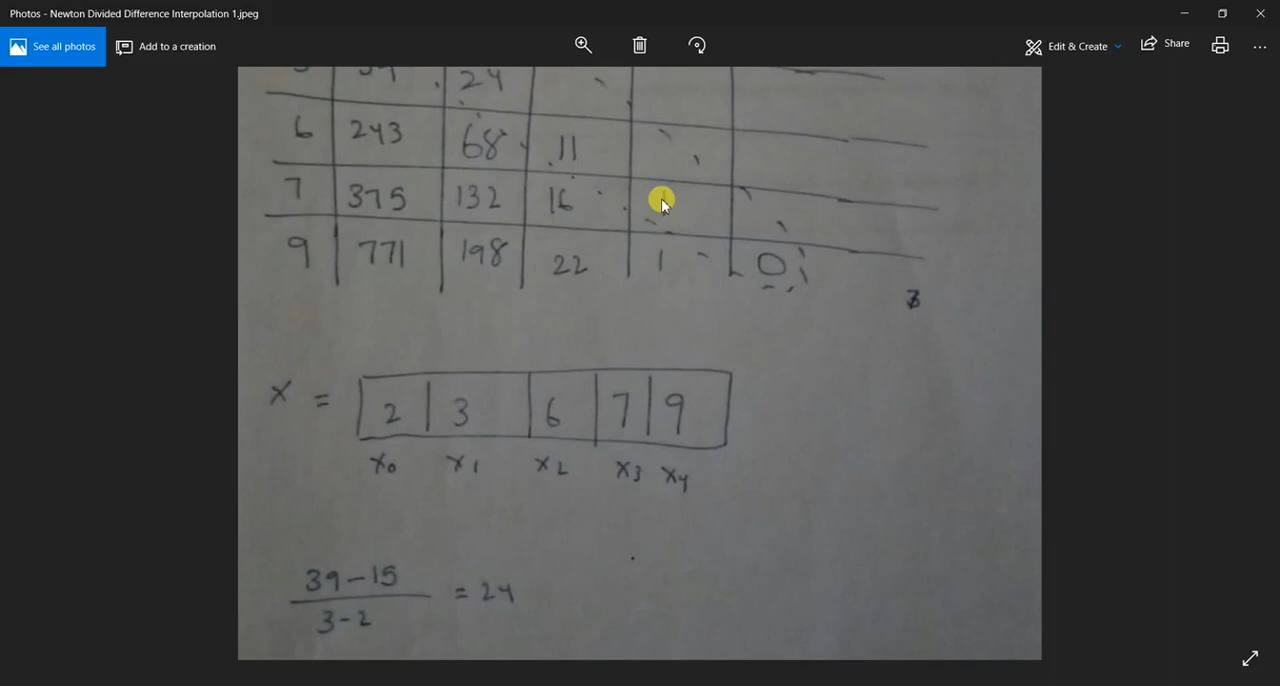 Photos - Newton Divided Difference Interpolation 1.jpeg
See all photos
Add to a creation
Edit & Create
Share
24
6 243 68 11
7 375 132 16
9 771 198 22 1 0
X = 2 3 6 7 9
x0 x1 x2 x3 x4
39-15
3-2
= 24